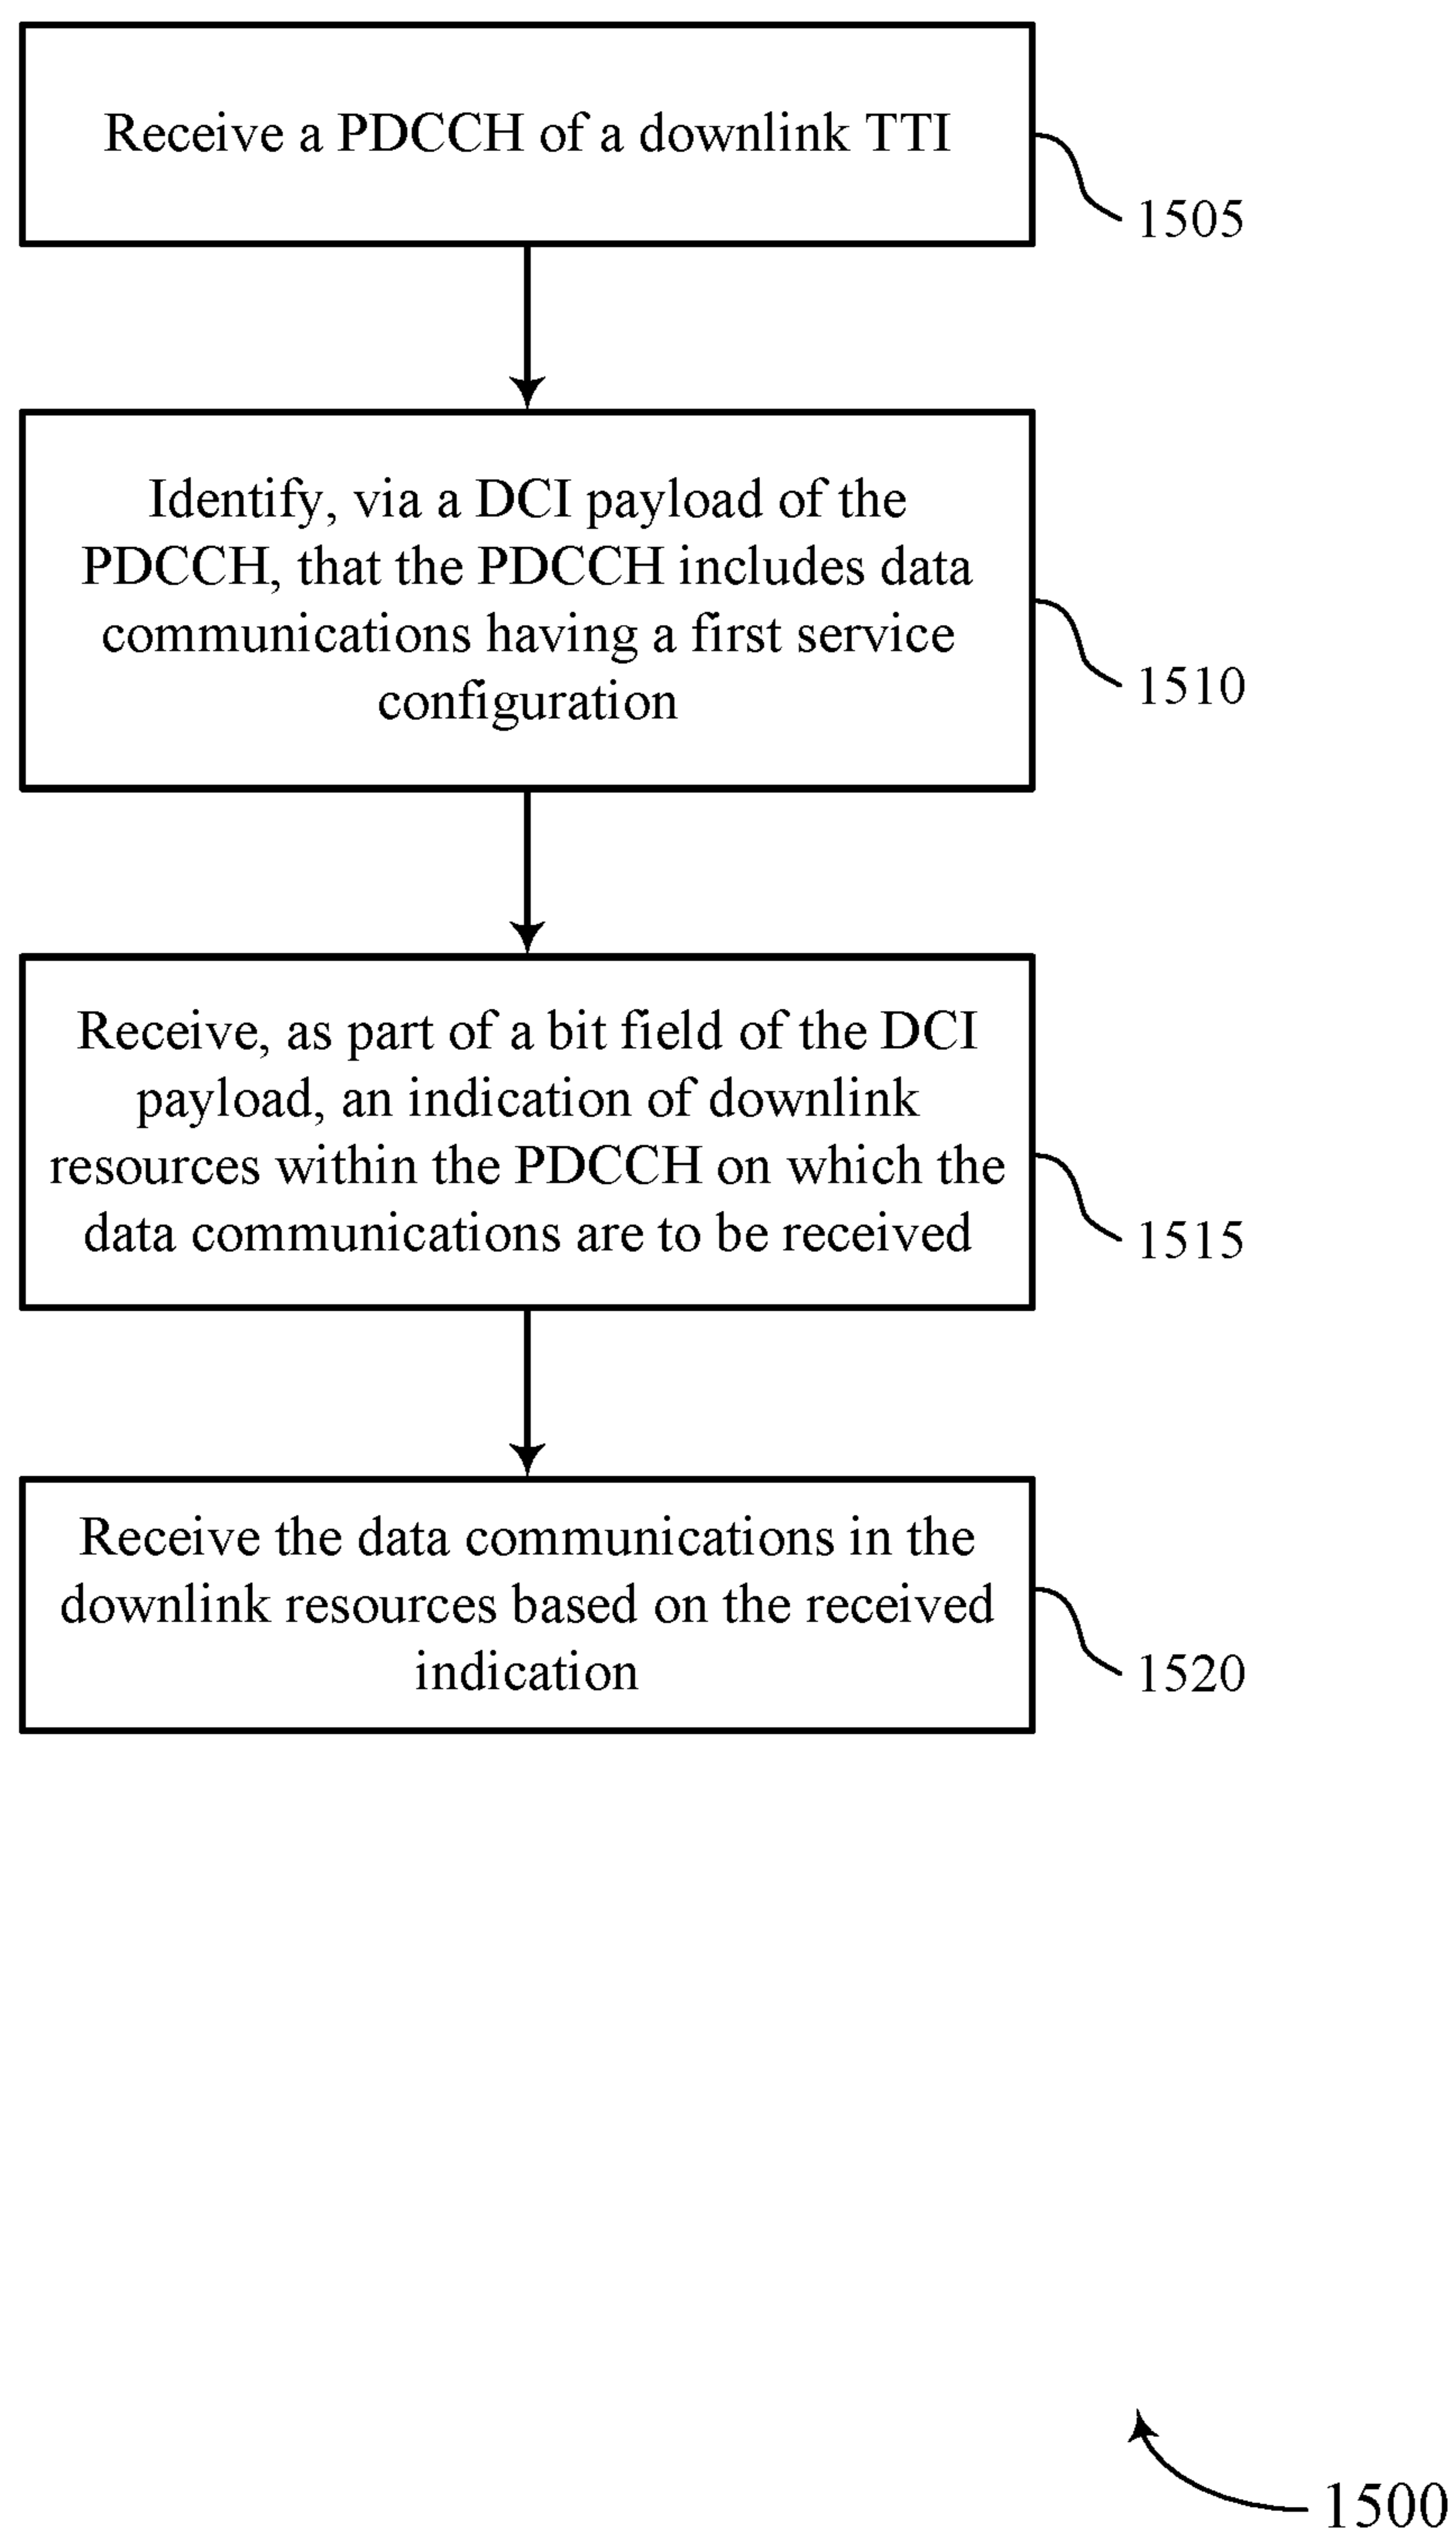 Receive a PDCCH of a downlink TTI
1505
Identify, via a DCI payload of the
PDCCH, that the PDCCH includes data
communications having a first service
configuration
1510
Receive, as part of a bit field of the DCI
payload, an indication of downlink
resources within the PDCCH on which the
data communications are to be received
1515
Receive the data communications in the
downlink resources based on the received
indication
1520
1500